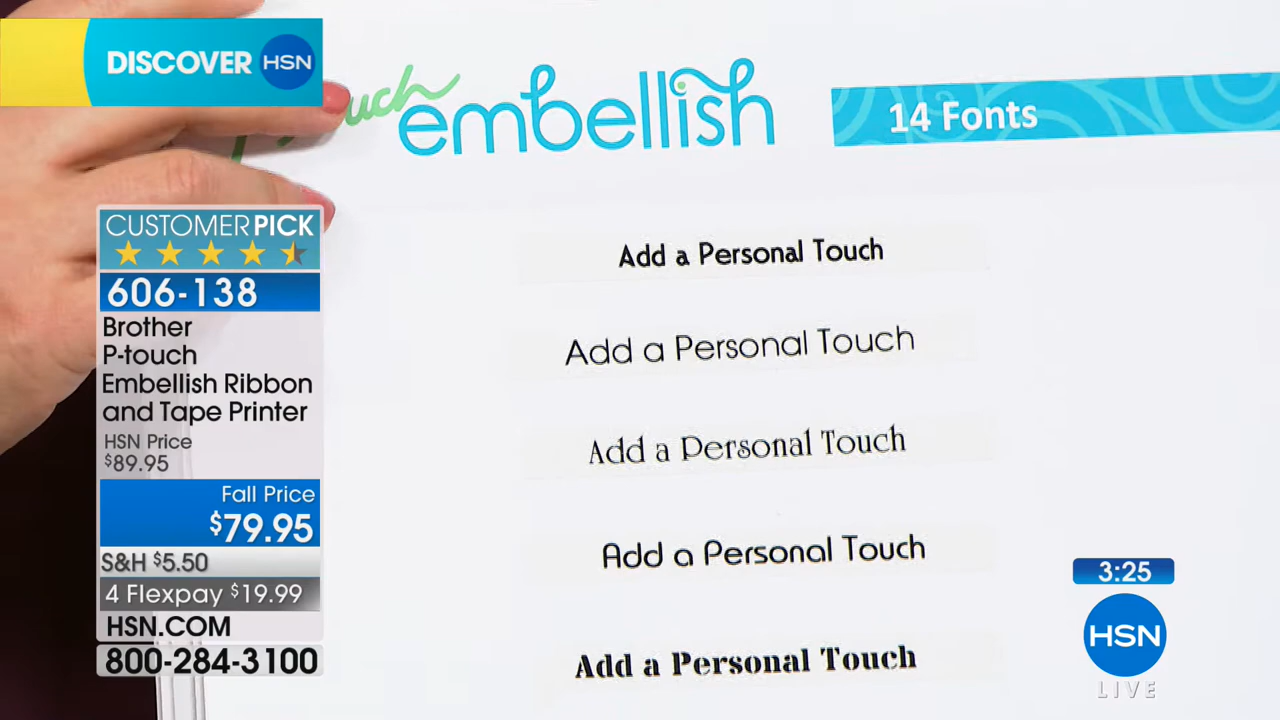 DISCOVER HSN
embellish
14 Fonts
CUSTOMER PICK
606-138
Brother
P-touch
Embellish Ribbon
and Tape Printer
HSN Price
$89.95
Fall Price
$79.95
S&H $5.50
4 Flexpay $19.99
HSN.COM
800-284-3100
Add a Personal Touch
Add a Personal Touch
Add a Personal Touch
Add a Personal Touch
Add a Personal Touch
3:25
HSN
LIVE